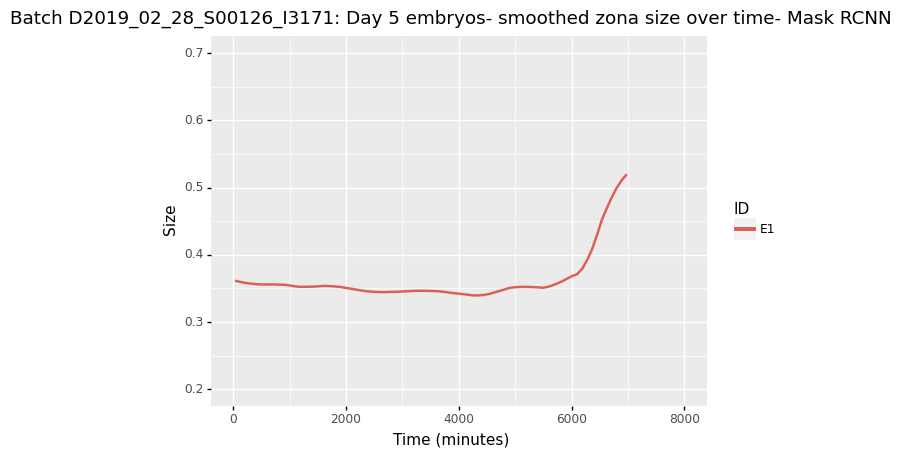 Batch D2019_02_28_S00126_I3171: Day 5 embryos- smoothed zona size over time- Mask RCNN
0.7
0.6
0.5
0.4
0.3
0.2
Size
0 2000 4000 6000 8000
Time (minutes)
ID
E1